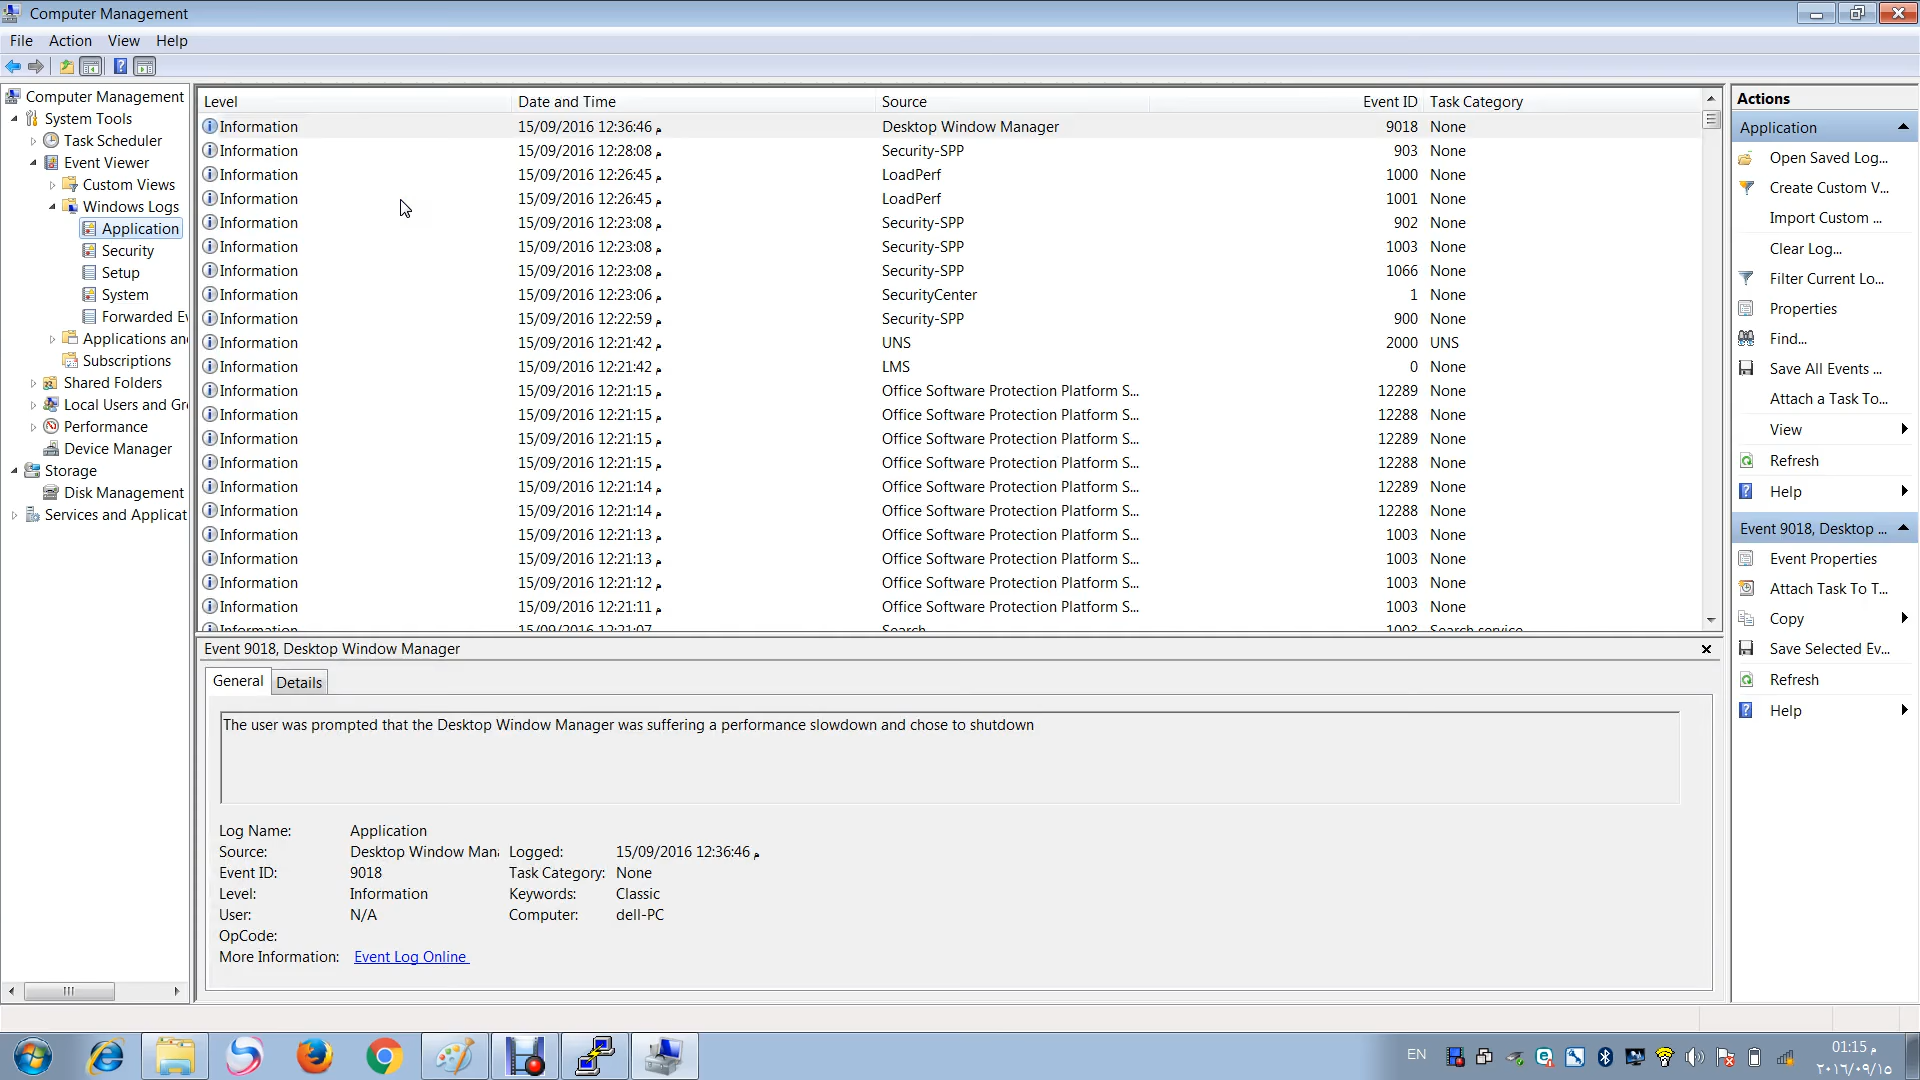 Computer Management
File Action View Help
Computer Management
System Tools
Task Scheduler
Event Viewer
Custom Views
Windows Logs
Application
Security
Setup
System
Forwarded Ev
Applications an
Subscriptions
Shared Folders
Local Users and Gr
Performance
Device Manager
Storage
Disk Management
Services and Applicat
Level Date and Time Source Event ID Task Category
Information 15/09/2016 12:36:46 م Desktop Window Manager 9018 None
Information 15/09/2016 12:28:08 م Security-SPP 903 None
Information 15/09/2016 12:26:45 م LoadPerf 1000 None
Information 15/09/2016 12:26:45 م LoadPerf 1001 None
Information 15/09/2016 12:23:08 م Security-SPP 902 None
Information 15/09/2016 12:23:08 م Security-SPP 1003 None
Information 15/09/2016 12:23:08 م Security-SPP 1066 None
Information 15/09/2016 12:23:06 م SecurityCenter 1 None
Information 15/09/2016 12:22:59 م Security-SPP 900 None
Information 15/09/2016 12:21:42 م UNS 2000 UNS
Information 15/09/2016 12:21:42 م LMS 0 None
Information 15/09/2016 12:21:15 م Office Software Protection Platform S... 12289 None
Information 15/09/2016 12:21:15 م Office Software Protection Platform S... 12288 None
Information 15/09/2016 12:21:15 م Office Software Protection Platform S... 12289 None
Information 15/09/2016 12:21:15 م Office Software Protection Platform S... 12288 None
Information 15/09/2016 12:21:14 م Office Software Protection Platform S... 12289 None
Information 15/09/2016 12:21:14 م Office Software Protection Platform S... 12288 None
Information 15/09/2016 12:21:13 م Office Software Protection Platform S... 1003 None
Information 15/09/2016 12:21:13 م Office Software Protection Platform S... 1003 None
Information 15/09/2016 12:21:12 م Office Software Protection Platform S... 1003 None
Information 15/09/2016 12:21:11 م Office Software Protection Platform S... 1003 None
Information 15/09/2016 12:21:07 Search 1003 Search service
Event 9018, Desktop Window Manager
General Details
The user was prompted that the Desktop Window Manager was suffering a performance slowdown and chose to shutdown
Log Name: Application
Source: Desktop Window Mana Logged: 15/09/2016 12:36:46 م
Event ID: 9018 Task Category: None
Level: Information Keywords: Classic
User: N/A Computer: dell-PC
OpCode:
More Information: Event Log Online
Actions
Application
Open Saved Log...
Create Custom V...
Import Custom ...
Clear Log...
Filter Current Lo...
Properties
Find...
Save All Events ...
Attach a Task To...
View
Refresh
Help
Event 9018, Desktop ...
Event Properties
Attach Task To T...
Copy
Save Selected Ev...
Refresh
Help
EN
01:15 م
٢٠١٦/٠٩/١٥